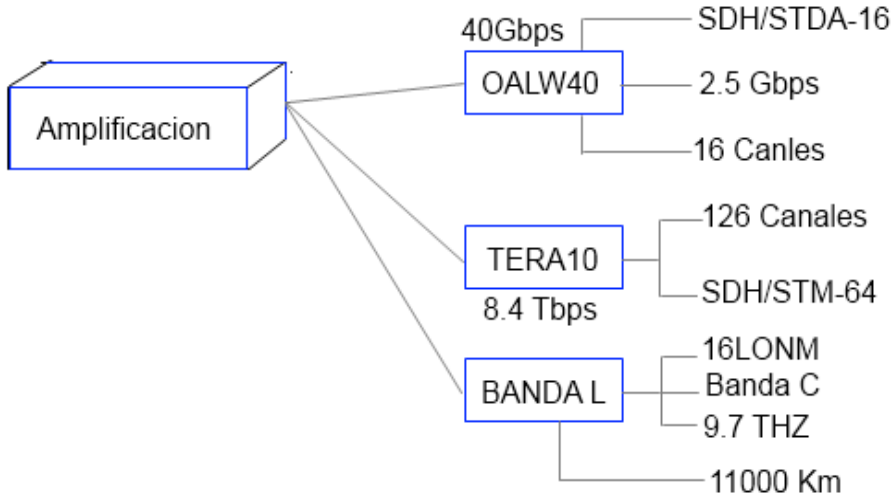 Amplificacion
40Gbps
OALW40
SDH/STDA-16
2.5 Gbps
16 Canles
TERA10
8.4 Tbps
126 Canales
SDH/STM-64
BANDA L
16LONM
Banda C
9.7 THZ
11000 Km